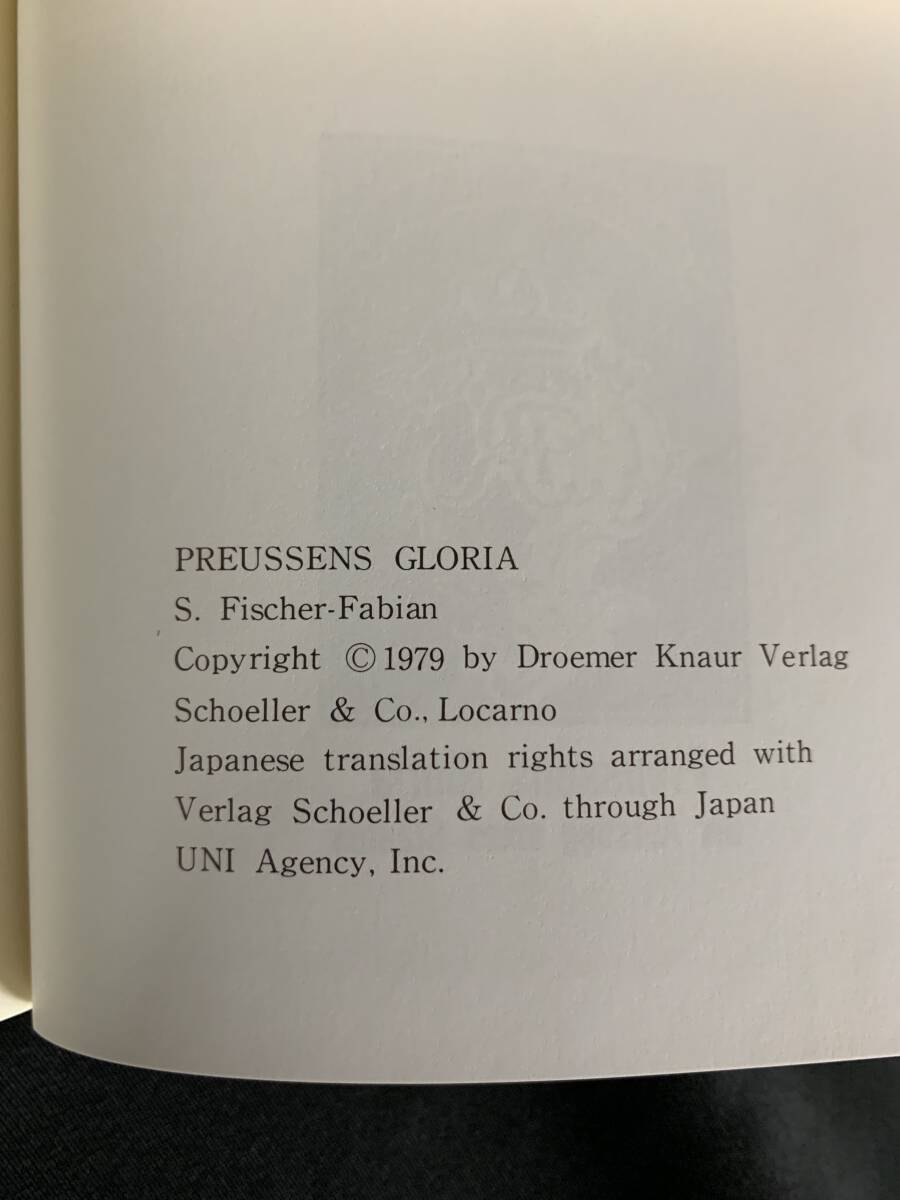 PREUSSENS GLORIA
S. Fischer-Fabian
Copyright ©1979 by Droemer Knaur Verlag
Schoeller & Co., Locarno
Japanese translation rights arranged with
Verlag Schoeller & Co. through Japan
UNI Agency, Inc.